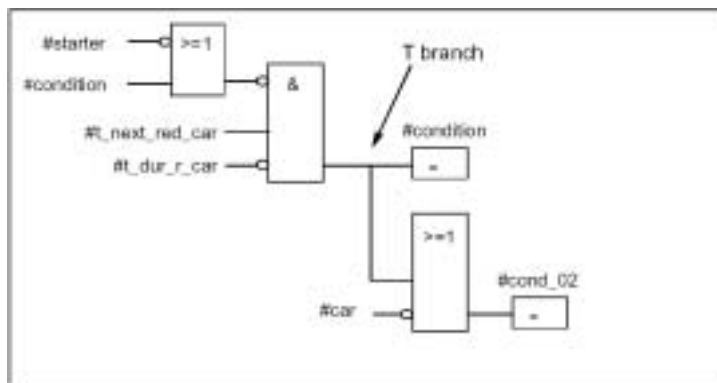 #starter
>=1
#condition
&
T branch
#t_next_red_car
#condition
#t_dur_r_car
=
>=1
#cond_02
#car
=